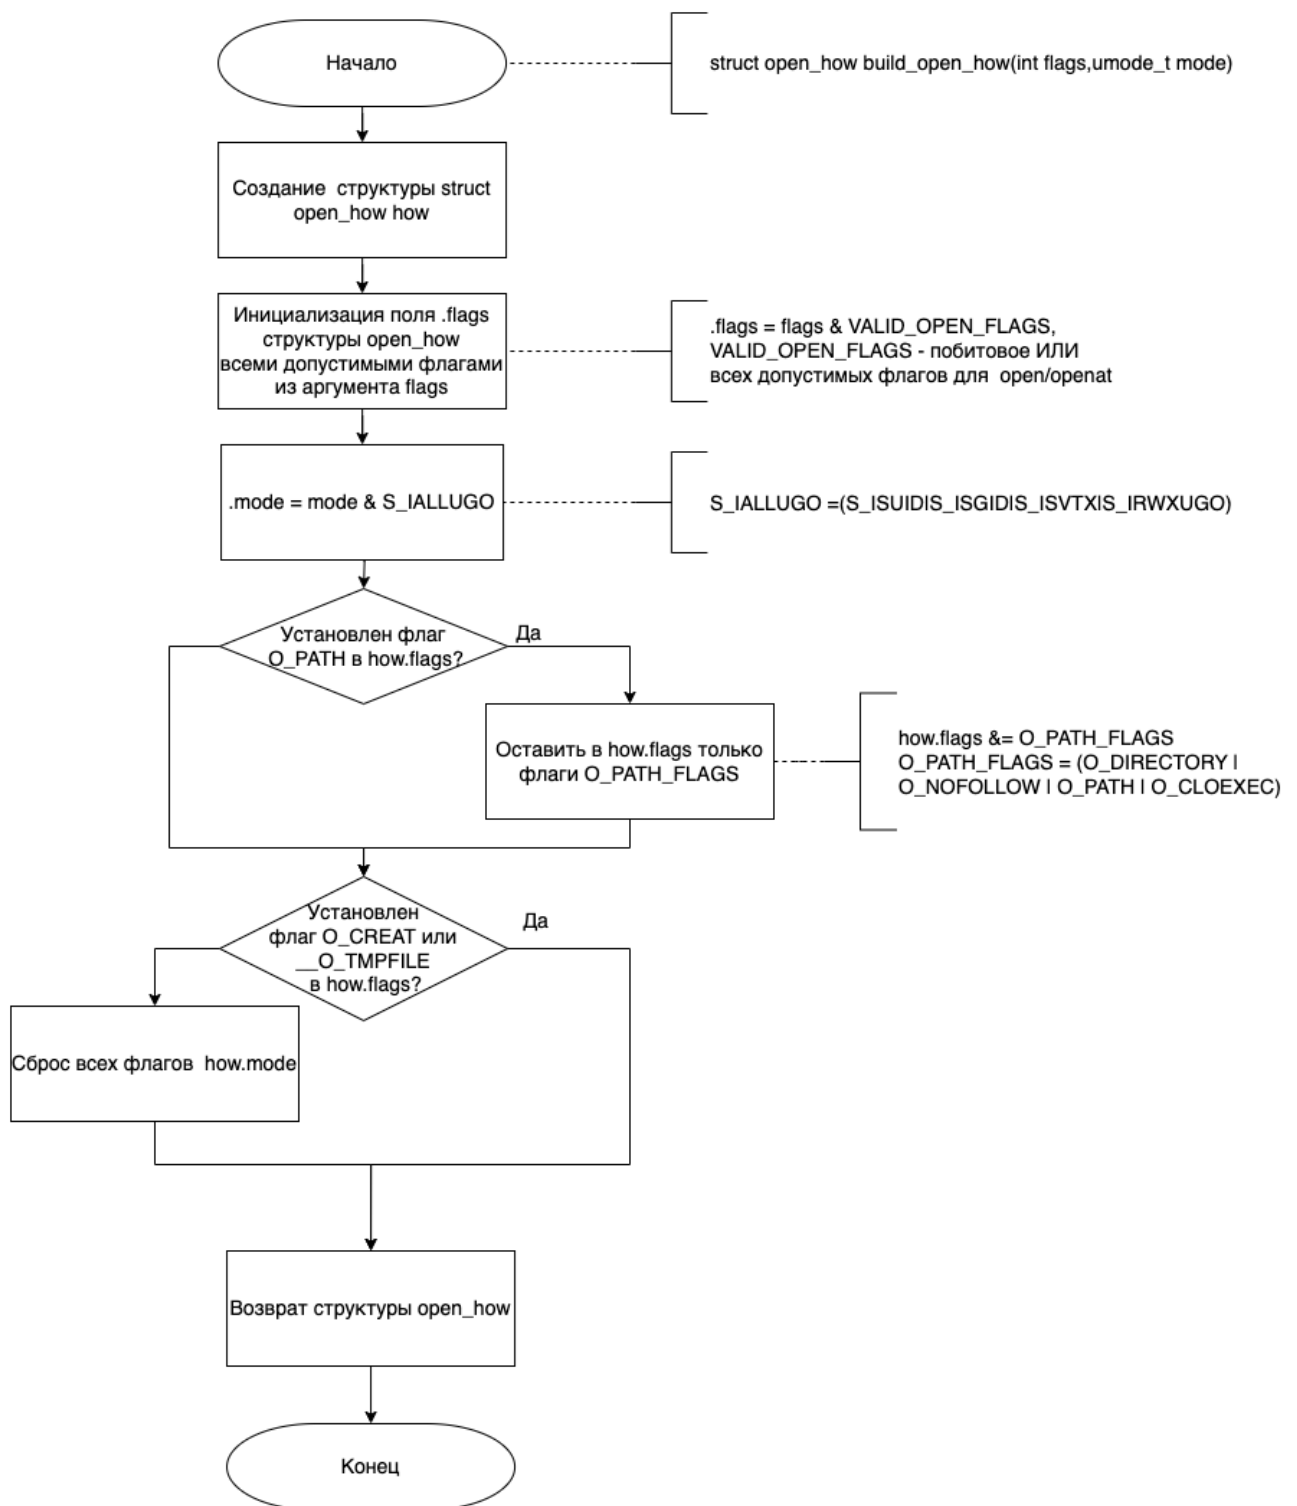 Начало
struct open_how build_open_how(int flags,umode_t mode)
Создание структуры struct
open_how how
Инициализация поля .flags
структуры open_how
всеми допустимыми флагами
из аргумента flags
.flags = flags & VALID_OPEN_FLAGS,
VALID_OPEN_FLAGS - побитовое ИЛИ
всех допустимых флагов для open/openat
.mode = mode & S_IALLUGO
S_IALLUGO =(S_ISUID|S_ISGID|S_ISVTX|S_IRWXUGO)
Установлен флаг
O_PATH в how.flags?
Да
Оставить в how.flags только
флаги O_PATH_FLAGS
how.flags &= O_PATH_FLAGS
O_PATH_FLAGS = (O_DIRECTORY |
O_NOFOLLOW | O_PATH | O_CLOEXEC)
Установлен
флаг O_CREAT или
__O_TMPFILE
в how.flags?
Да
Сброс всех флагов how.mode
Возврат структуры open_how
Конец